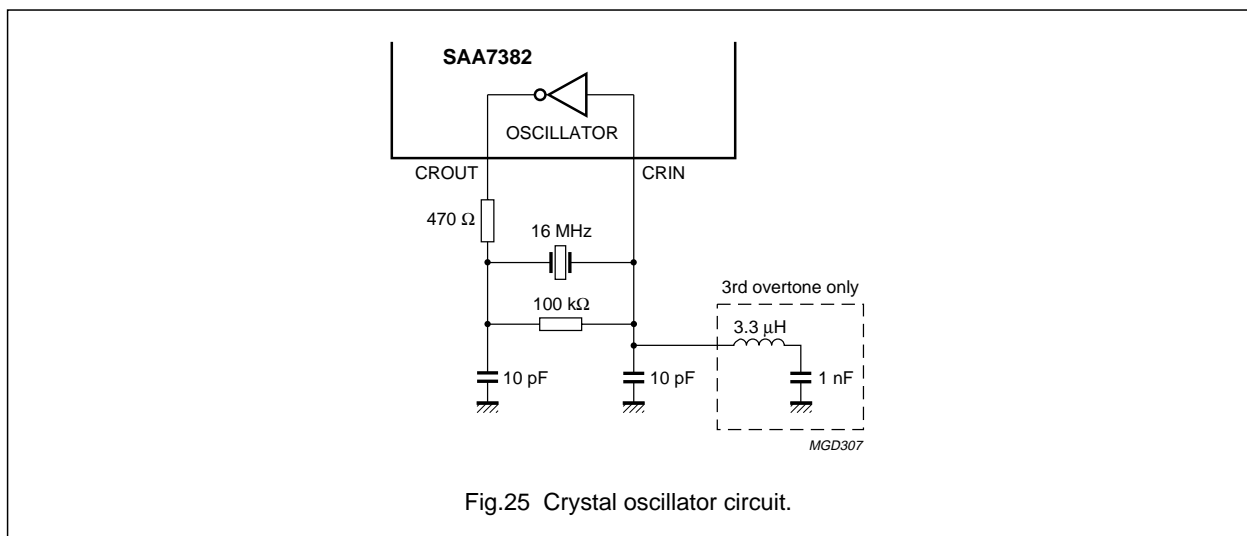 SAA7382
OSCILLATOR
CROUT
CRIN
470 Ω
16 MHz
100 kΩ
3rd overtone only
3.3 μH
10 pF
10 pF
1 nF
MGD307
Fig.25 Crystal oscillator circuit.